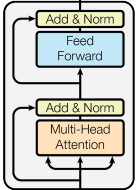 Add & Norm
Feed
Forward
Add & Norm
Multi-Head
Attention